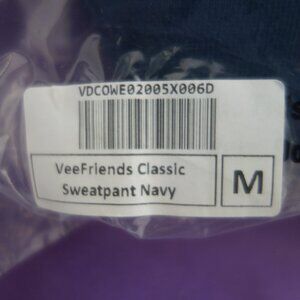 VDCOWE02005X006D
VeeFriends Classic
Sweatpant Navy
M